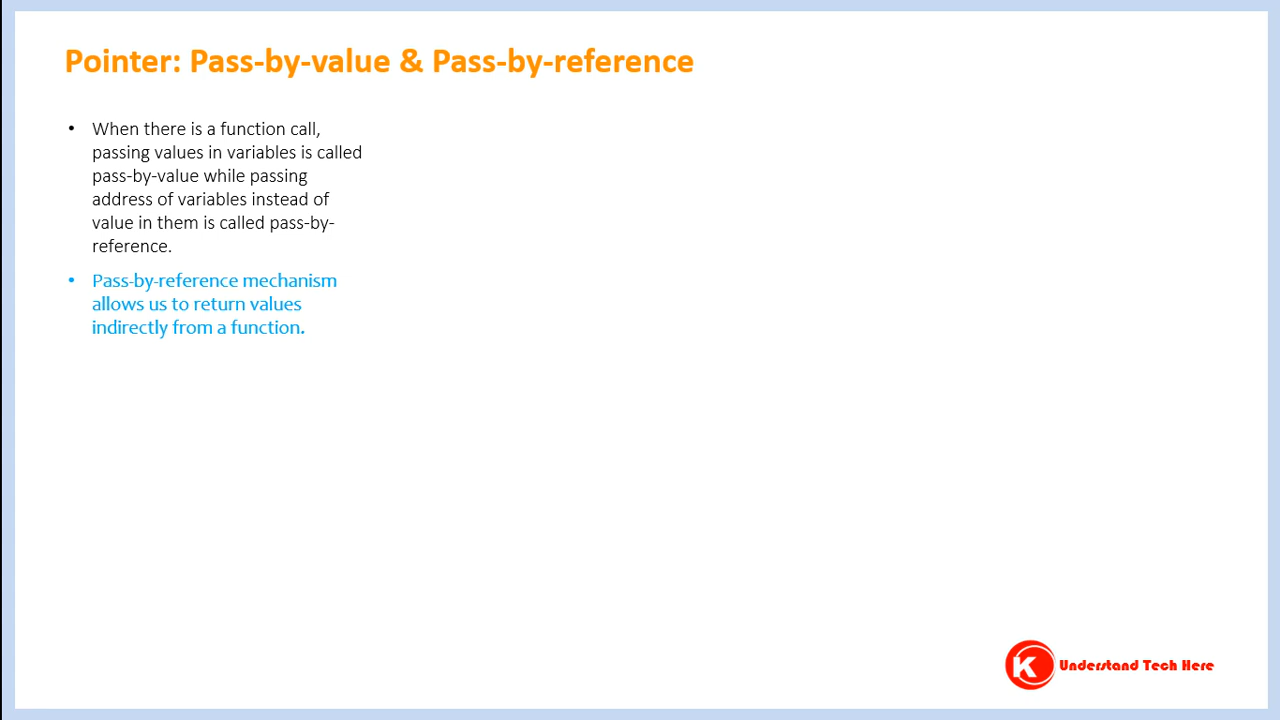 Pointer: Pass-by-value & Pass-by-reference
• When there is a function call,
passing values in variables is called
pass-by-value while passing
address of variables instead of
value in them is called pass-by-
reference.
• Pass-by-reference mechanism
allows us to return values
indirectly from a function.
K Understand Tech Here